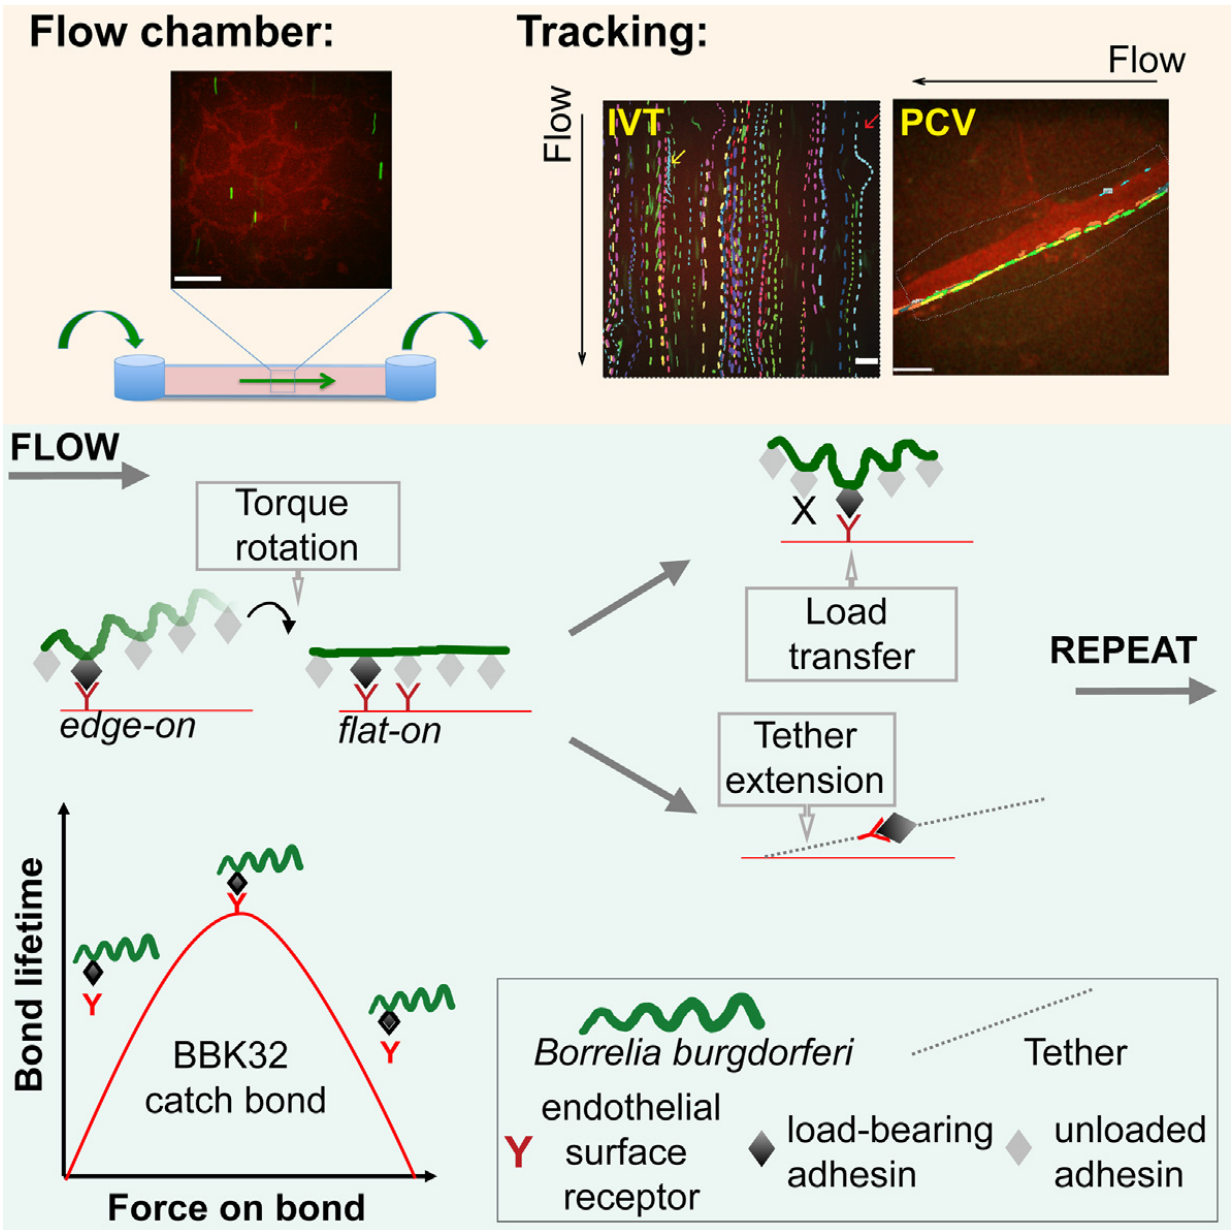 Flow chamber:
Tracking:
Flow
Flow
IVT
PCV
FLOW
Torque
rotation
edge-on
flat-on
X
Y
Y
Y
Y
Load
transfer
REPEAT
Tether
extension
Y
Bond lifetime
Y
Y
Y
BBK32
catch bond
Force on bond
Borrelia burgdorferi
Tether
Y
endothelial
surface
receptor
load-bearing
adhesin
unloaded
adhesin